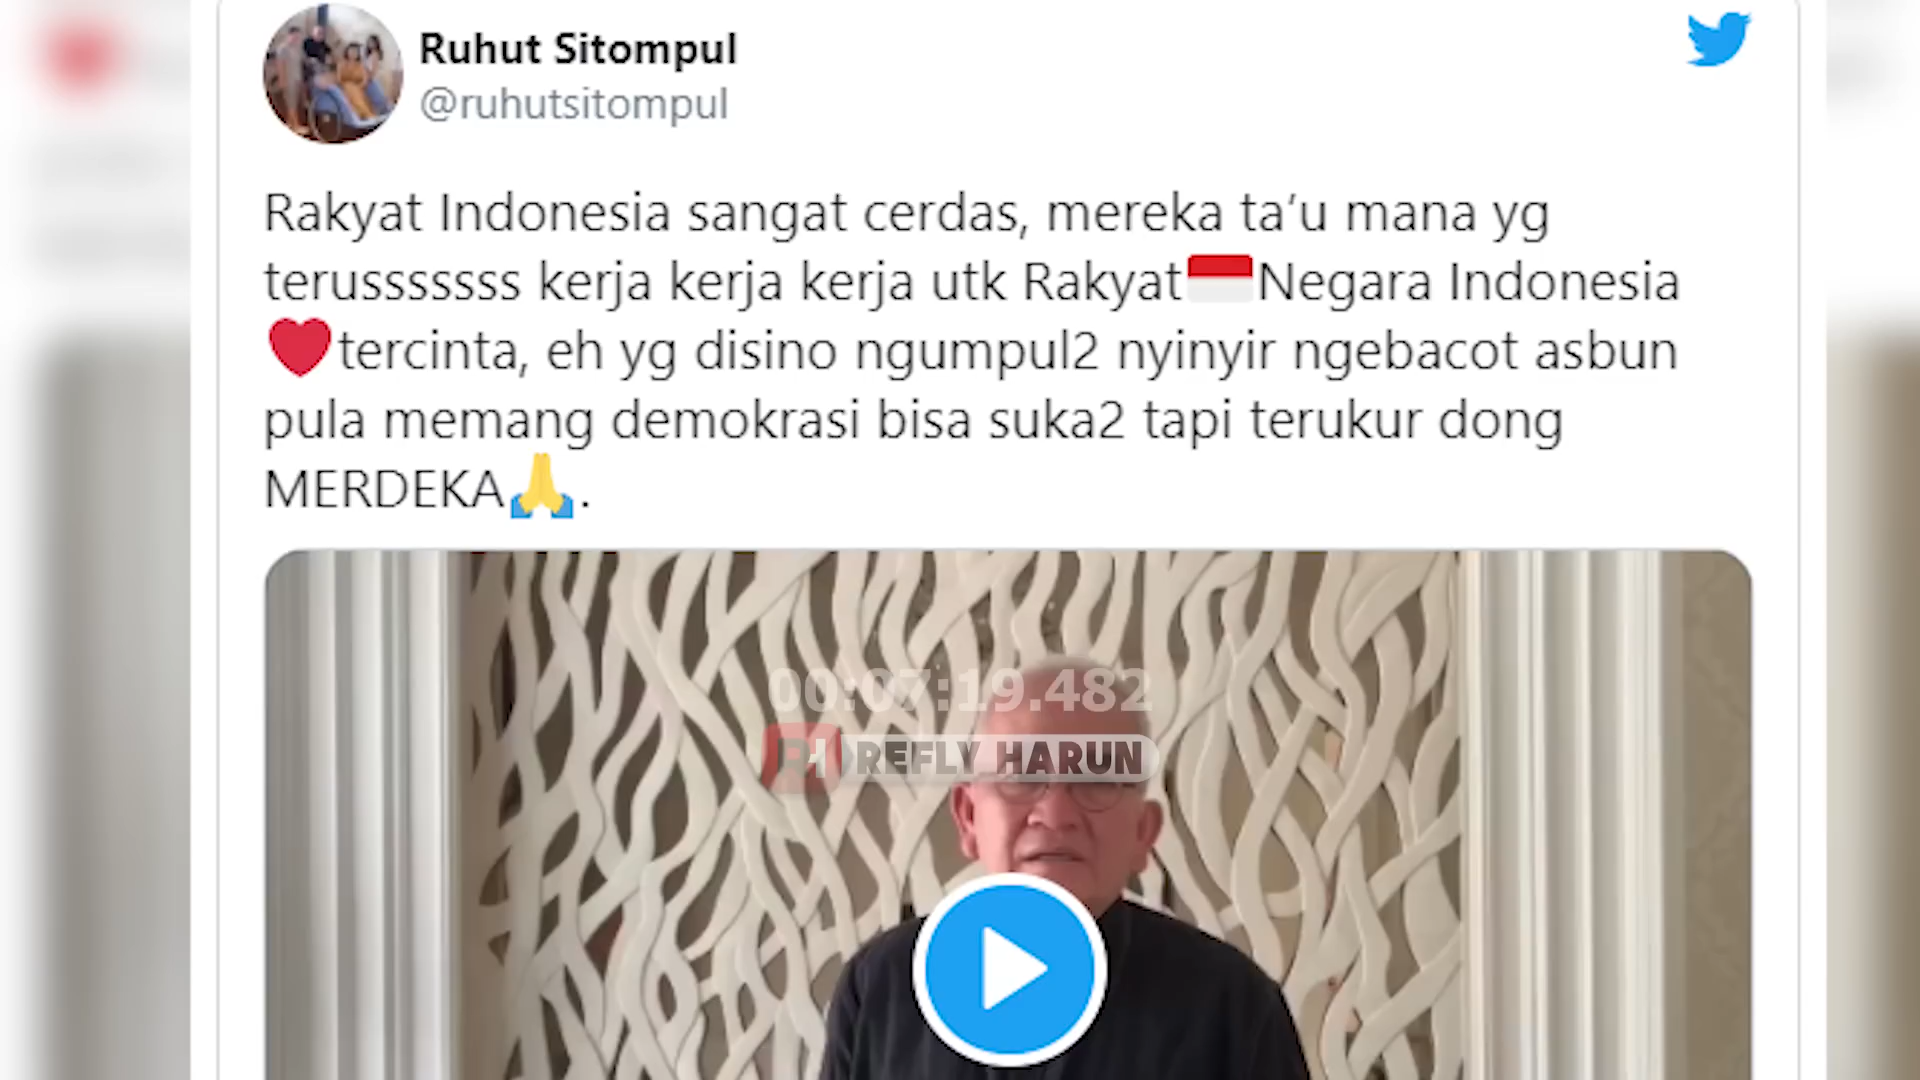 Ruhut Sitompul
@ruhutsitompul
Rakyat Indonesia sangat cerdas, mereka ta’u mana yg
terusssssss kerja kerja kerja utk Rakyat🇮🇩Negara Indonesia
❤️tercinta, eh yg disino ngumpul2 nyinyir ngebacot asbun
pula memang demokrasi bisa suka2 tapi terukur dong
MERDEKA🙏.
00:07:19.482
RH REFLY HARUN